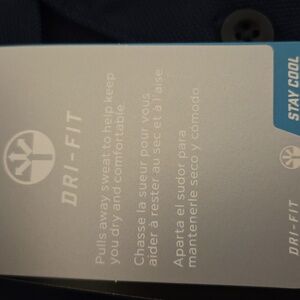 DRI-FIT
Pulls away sweat to help keep
you dry and comfortable.
Chasse la sueur pour vous
aider à rester au sec et à l'aise.
Aparta el sudor para
mantenerle seco y cómodo
STAY COOL
DRI-FIT